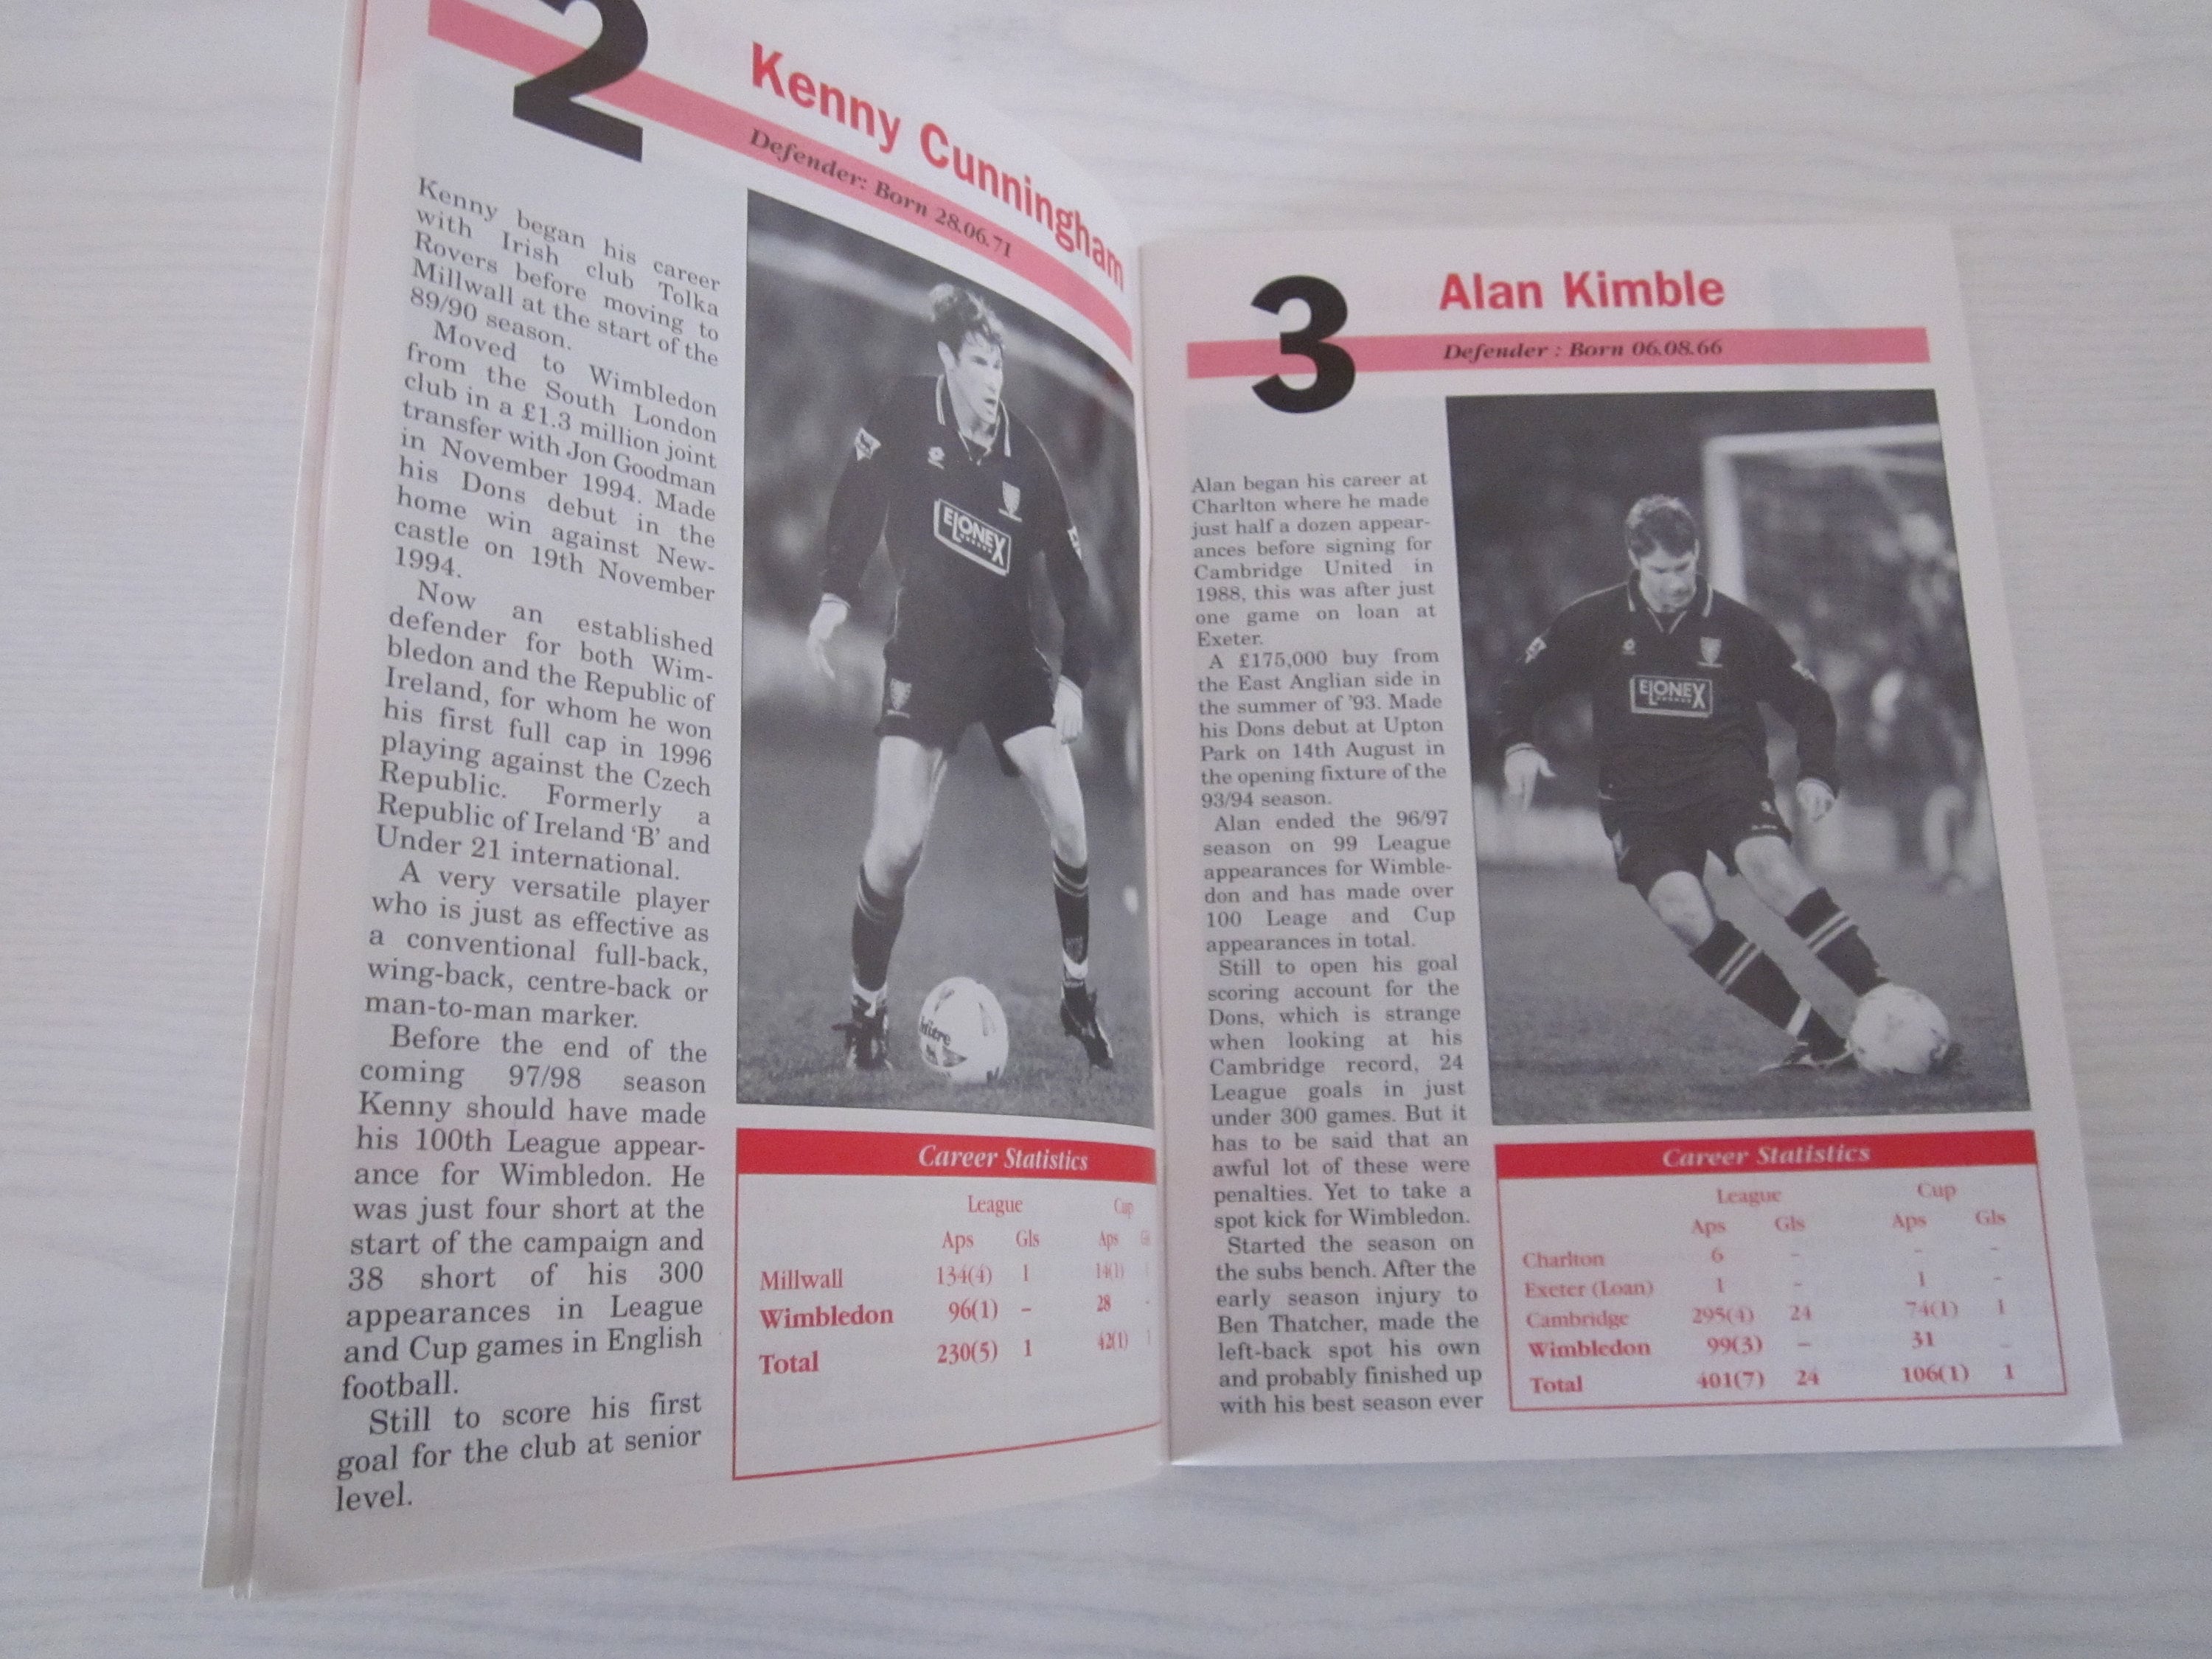 2
Kenny Cunningham
Defender: Born 28.06.71
Kenny began his career
with Irish club Tolka
Rovers before moving to
Millwall at the start of the
89/90 season.
Moved to Wimbledon
from the South London
club in a £1.3 million joint
transfer with Jon Goodman
in November 1994. Made
his Dons debut in the
home win against New-
castle on 19th November
1994.
Now an established
defender for both Wim-
bledon and the Republic of
Ireland, for whom he won
his first full cap in 1996
playing against the Czech
Republic. Formerly a
Republic of Ireland 'B' and
Under 21 international.
A very versatile player
who is just as effective as
a conventional full-back,
wing-back, centre-back or
man-to-man marker.
Before the end of the
coming 97/98 season
Kenny should have made
his 100th League appear-
ance for Wimbledon. He
was just four short at the
start of the campaign and
38 short of his 300
appearances in League
and Cup games in English
football.
Still to score his first
goal for the club at senior
level.
ELONEX
Mitre
Career Statistics
League Cup
Aps Gls Aps
Millwall 134(4) 1 14(1)
Wimbledon 96(1) – 28 -
Total 230(5) 1 42(1) 1
3
Alan Kimble
Defender : Born 06.08.66
Alan began his career at
Charlton where he made
just half a dozen appear-
ances before signing for
Cambridge United in
1988, this was after just
one game on loan at
Exeter.
A £175,000 buy from
the East Anglian side in
the summer of '93. Made
his Dons debut at Upton
Park on 14th August in
the opening fixture of the
93/94 season.
Alan ended the 96/97
season on 99 League
appearances for Wimble-
don and has made over
100 Leage and Cup
appearances in total.
Still to open his goal
scoring account for the
Dons, which is strange
when looking at his
Cambridge record, 24
League goals in just
under 300 games. But it
has to be said that an
awful lot of these were
penalties. Yet to take a
spot kick for Wimbledon.
Started the season on
the subs bench. After the
early season injury to
Ben Thatcher, made the
left-back spot his own
and probably finished up
with his best season ever
ELONEX
Career Statistics
League Cup
Aps Gls Aps Gls
Charlton 6 – – –
Exeter (Loan) 1 – 1 –
Cambridge 295(4) 24 74(1) 1
Wimbledon 99(3) – 31 –
Total 401(7) 24 106(1) 1